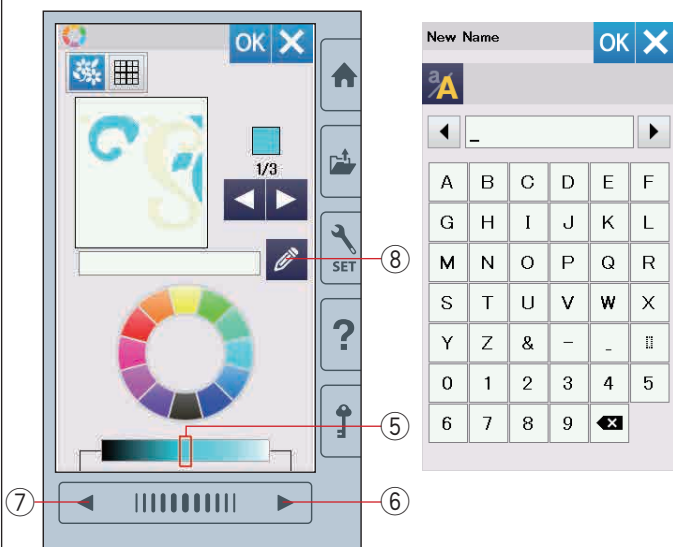 OK
1/3
SET
?
⑧
⑤
⑦
⑥
New Name
OK
a/A
_
A B C D E F
G H I J K L
M N O P Q R
S T U V W X
Y Z & - _
0 1 2 3 4 5
6 7 8 9